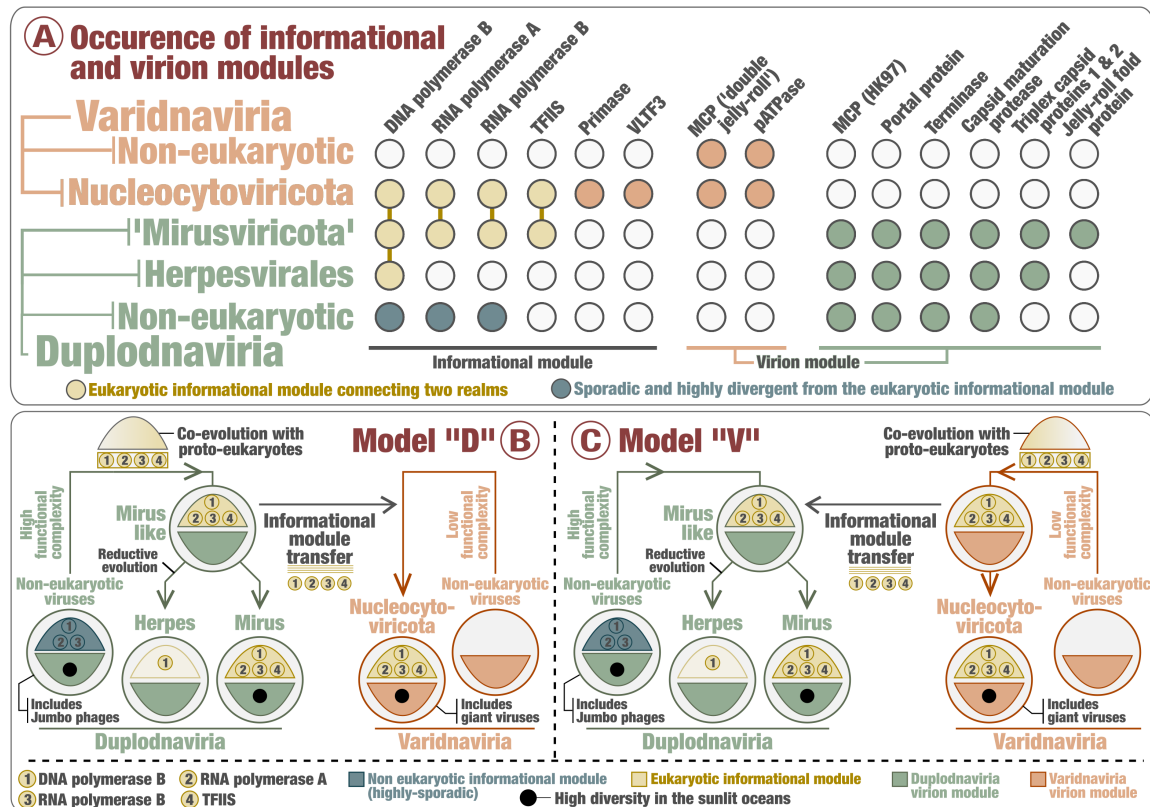 A Occurence of informational
and virion modules
DNA polymerase B
RNA polymerase A
RNA polymerase B
TFIIS
Primase
VLTF3
MCP ('double
jelly-roll')
pATPase
MCP (HK97)
Portal protein
Terminase
Capsid maturation
protease
Triplex capsid
proteins 1 & 2
Jelly-roll fold
protein
Varidnaviria
Non-eukaryotic
Nucleocytoviricota
'Mirusviricota'
Herpesvirales
Non-eukaryotic
Duplodnaviria
Informational module
Virion module
Eukaryotic informational module connecting two realms
Sporadic and highly divergent from the eukaryotic informational module
Model "D" B
Co-evolution with
proto-eukaryotes
1 2 3 4
High
functional
complexity
Mirus
like
1
2 3 4
Reductive
evolution
Informational
module
transfer
1 2 3 4
Low
functional
complexity
Non-eukaryotic
viruses
1
2 3
Includes
Jumbo phages
Herpes
1
Mirus
1
2 3 4
Duplodnaviria
Nucleocyto-
viricota
1
2 3 4
Non-eukaryotic
viruses
Includes
giant viruses
Varidnaviria
C Model "V"
Co-evolution with
proto-eukaryotes
1 2 3 4
High
functional
complexity
Mirus
like
1
2 3 4
Reductive
evolution
Informational
module
transfer
1 2 3 4
1
2 3 4
Low
functional
complexity
Non-eukaryotic
viruses
1
2 3
Includes
Jumbo phages
Herpes
1
Mirus
1
2 3 4
Duplodnaviria
Nucleocyto-
viricota
1
2 3 4
Non-eukaryotic
viruses
Includes
giant viruses
Varidnaviria
1 DNA polymerase B
2 RNA polymerase A
3 RNA polymerase B
4 TFIIS
Non eukaryotic informational module
(highly-sporadic)
Eukaryotic informational module
High diversity in the sunlit oceans
Duplodnaviria
virion module
Varidnaviria
virion module